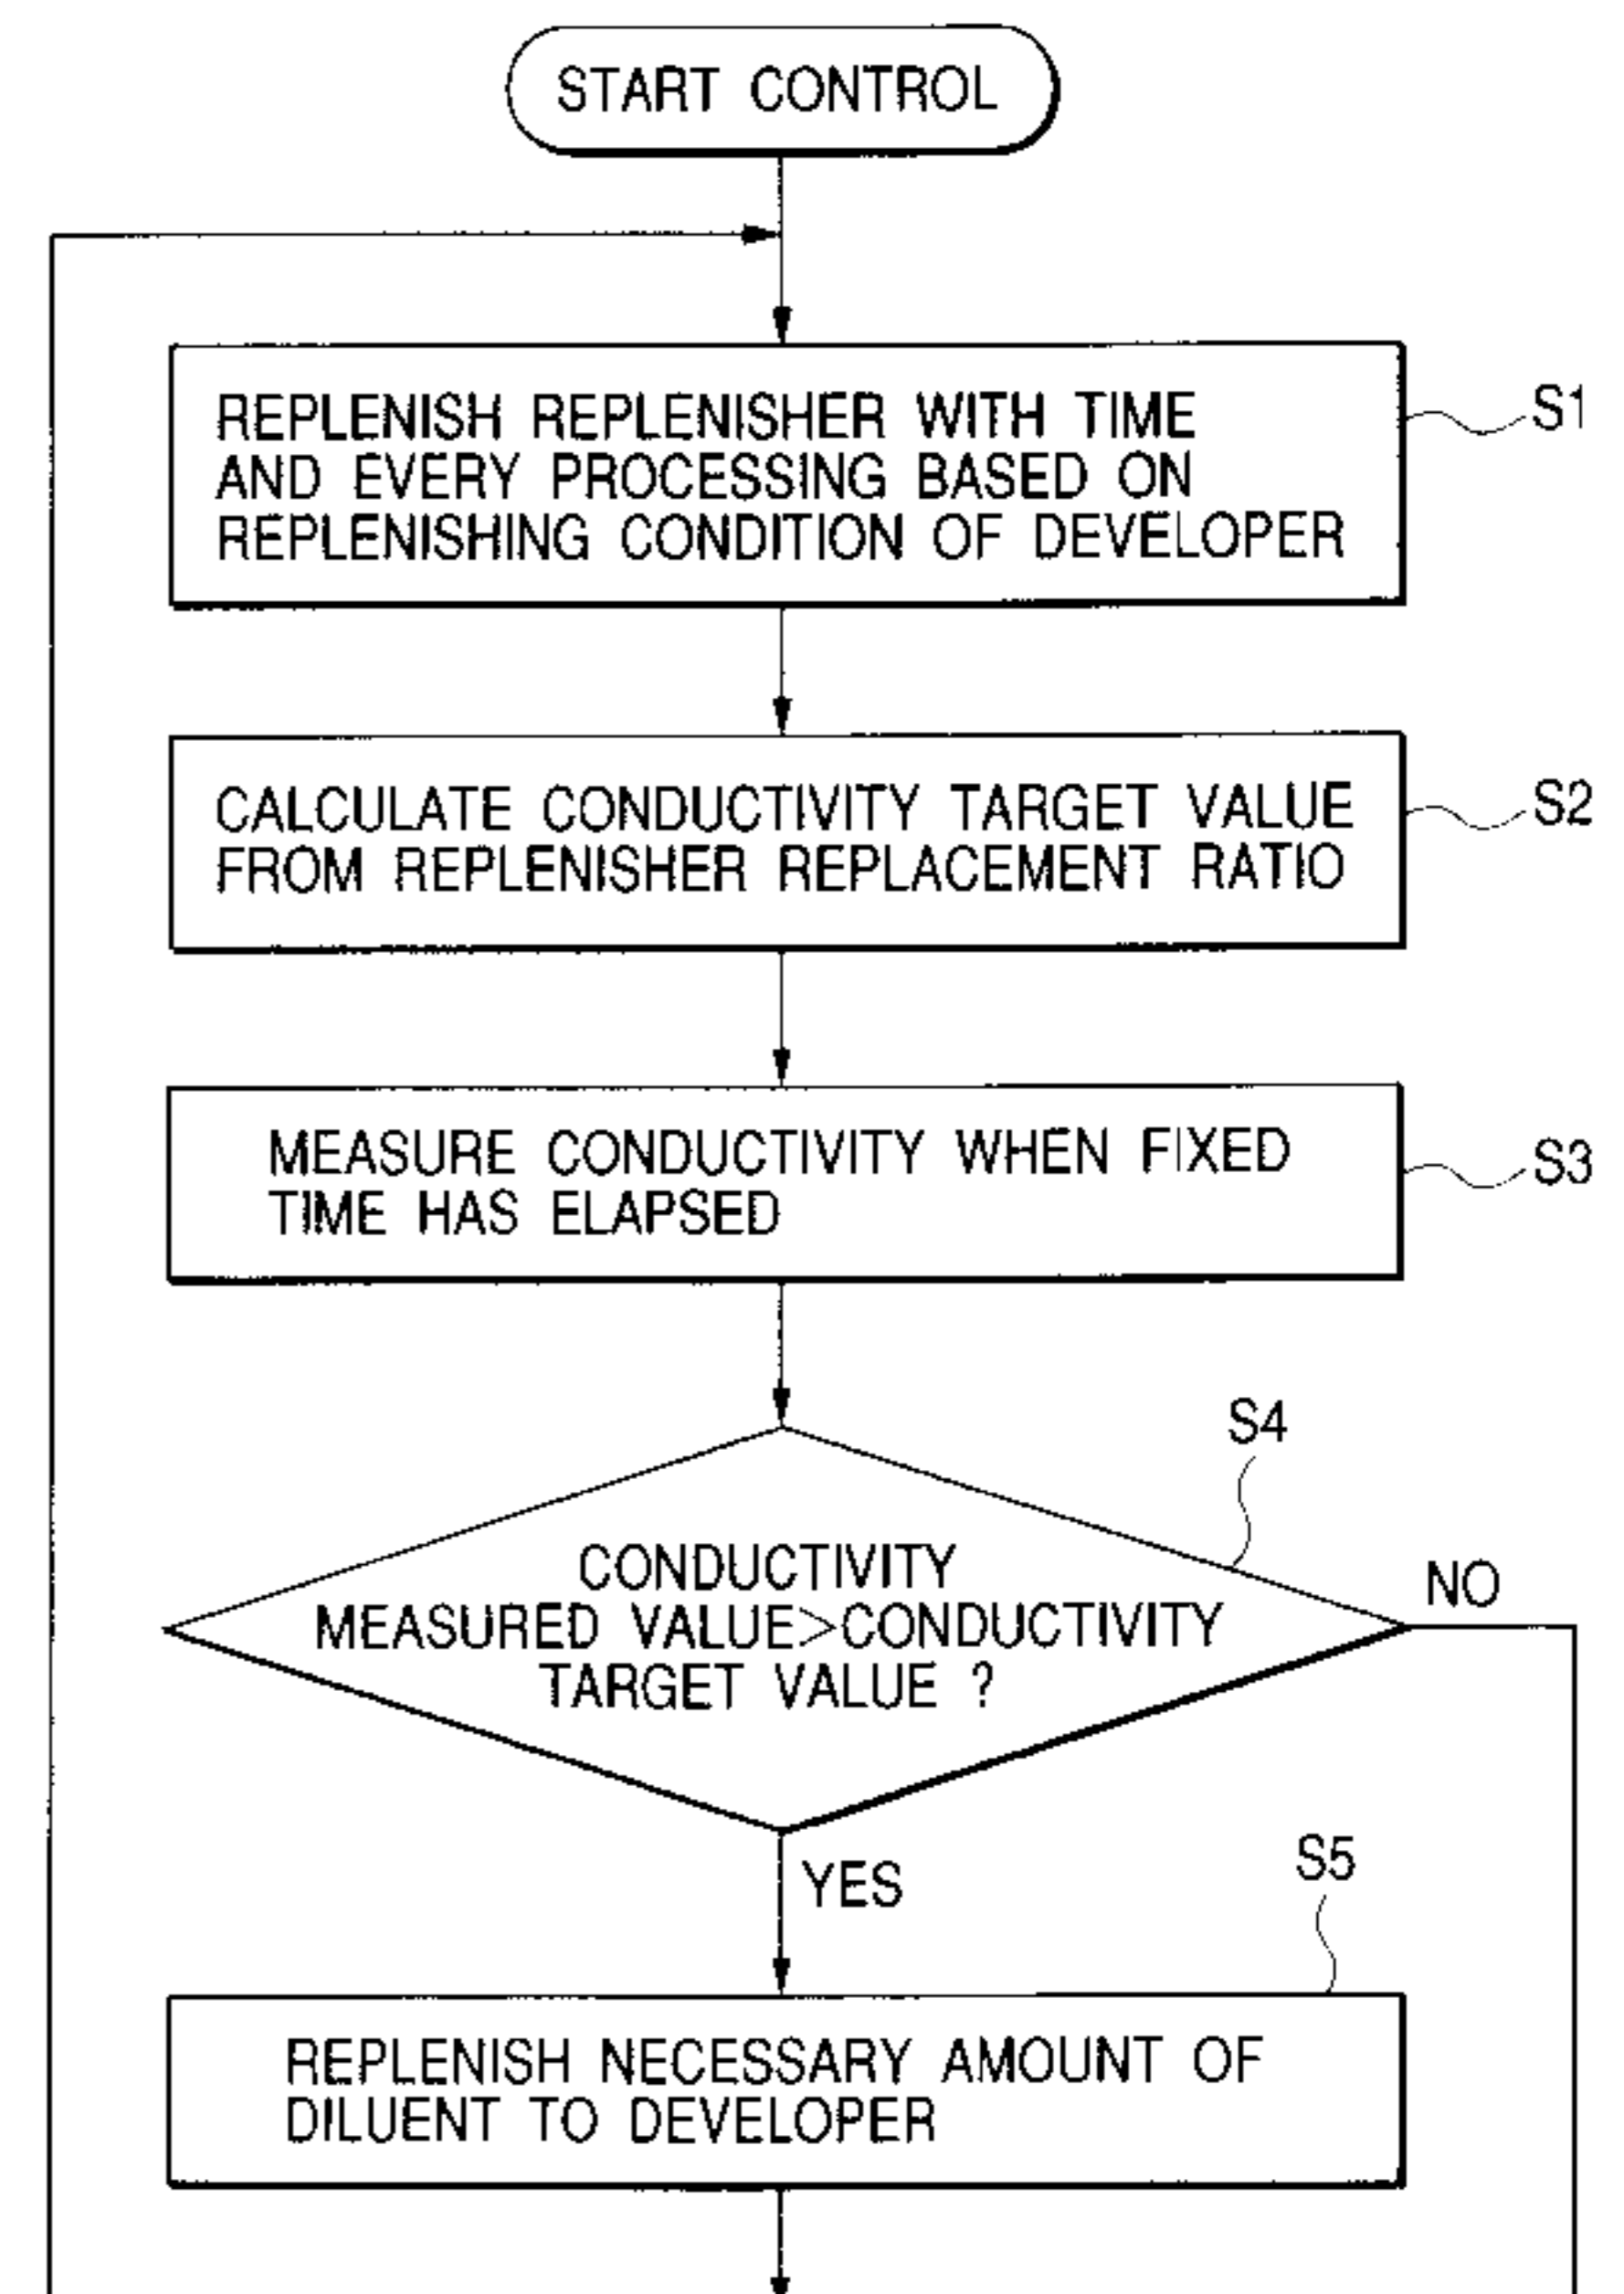 START CONTROL
REPLENISH REPLENISHER WITH TIME
AND EVERY PROCESSING BASED ON
REPLENISHING CONDITION OF DEVELOPER
S1
CALCULATE CONDUCTIVITY TARGET VALUE
FROM REPLENISHER REPLACEMENT RATIO
S2
MEASURE CONDUCTIVITY WHEN FIXED
TIME HAS ELAPSED
S3
S4
CONDUCTIVITY
MEASURED VALUE>CONDUCTIVITY
TARGET VALUE ?
NO
YES
S5
REPLENISH NECESSARY AMOUNT OF
DILUENT TO DEVELOPER